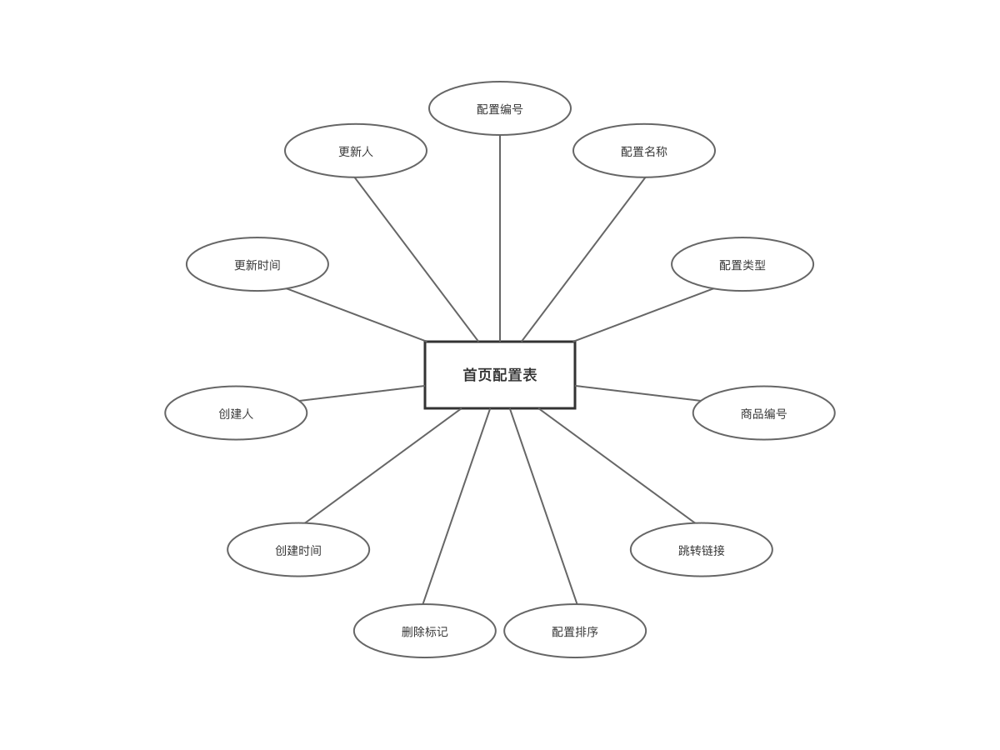 配置编号
更新人
配置名称
更新时间
配置类型
首页配置表
创建人
商品编号
创建时间
跳转链接
删除标记
配置排序